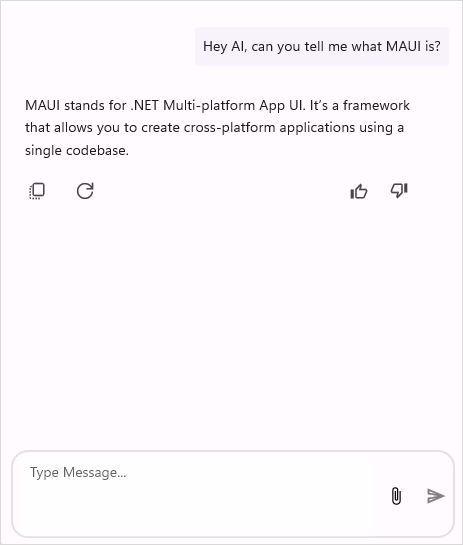 Hey AI, can you tell me what MAUI is?
MAUI stands for .NET Multi-platform App UI. It’s a framework
that allows you to create cross-platform applications using a
single codebase.
Type Message...